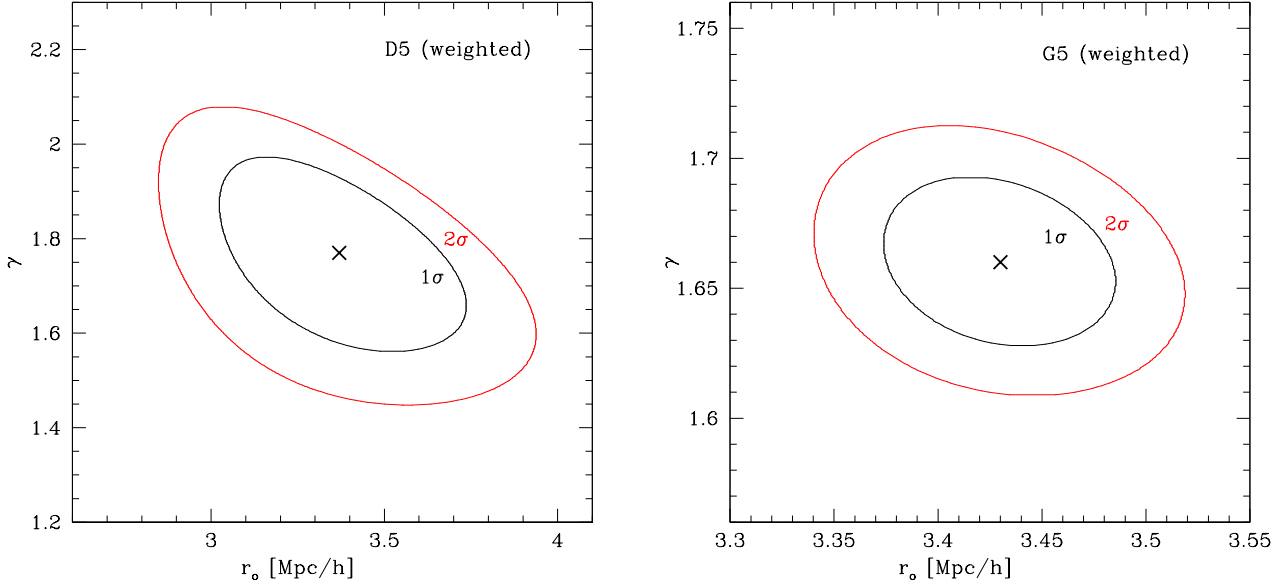 D5 (weighted)
2.2
2
1.8
1.6
1.4
1.2
γ
2σ
1σ
3
3.5
4
r₀ [Mpc/h]
G5 (weighted)
1.75
1.7
1.65
1.6
γ
1σ
2σ
3.3
3.35
3.4
3.45
3.5
3.55
r₀ [Mpc/h]